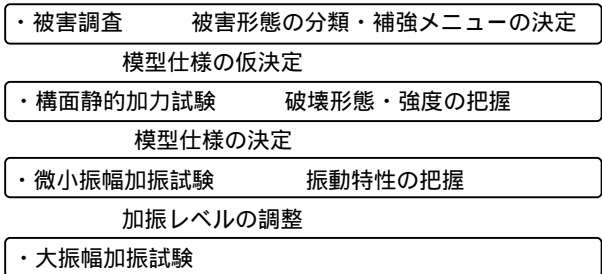 ・被害調査　　被害形態の分類・補強メニューの決定
模型仕様の仮決定
・構面静的加力試験　　破壊形態・強度の把握
模型仕様の決定
・微小振幅加振試験　　振動特性の把握
加振レベルの調整
・大振幅加振試験